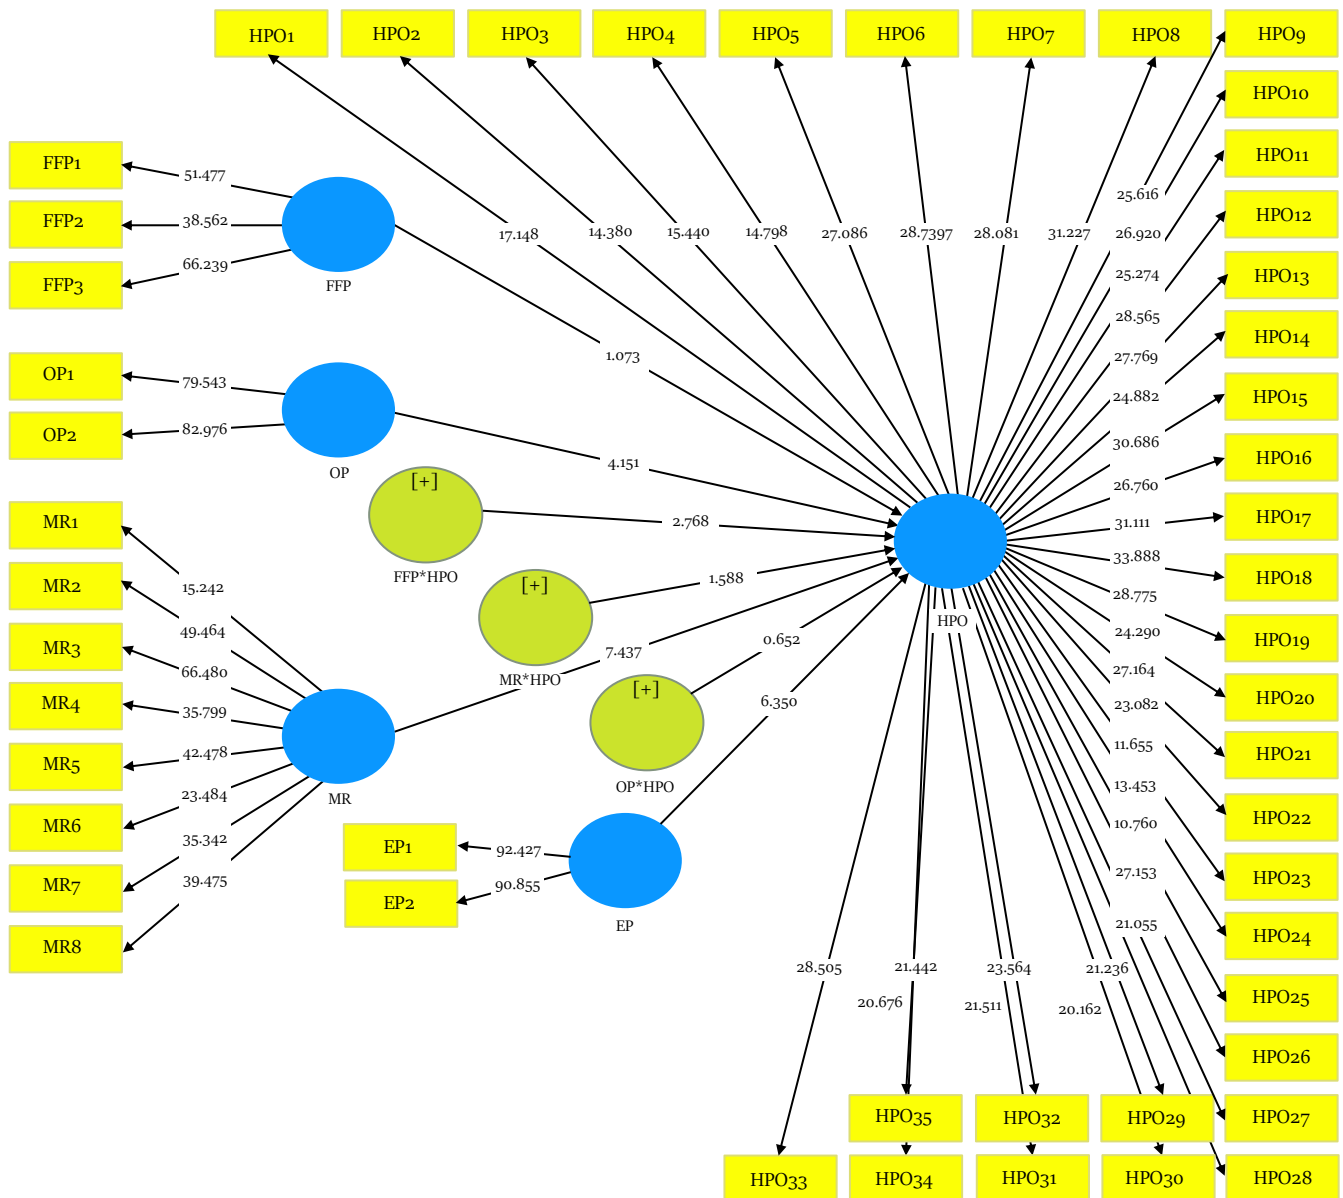 HPO1
HPO2
HPO3
HPO4
HPO5
HPO6
HPO7
HPO8
HPO9
HPO10
HPO11
HPO12
HPO13
HPO14
HPO15
HPO16
HPO17
HPO18
HPO19
HPO20
HPO21
HPO22
HPO23
HPO24
HPO25
HPO26
HPO27
HPO28
FFP1
FFP2
FFP3
51.477
38.562
66.239
FFP
OP1
OP2
79.543
82.976
OP
MR1
MR2
MR3
MR4
MR5
MR6
MR7
MR8
15.242
49.464
66.480
35.799
42.478
23.484
35.342
39.475
MR
EP1
EP2
92.427
90.855
EP
[+]
FFP*HPO
[+]
MR*HPO
[+]
OP*HPO
1.073
4.151
2.768
1.588
7.437
0.652
6.350
HPO
17.148
14.380
15.440
14.798
27.086
28.7397
28.081
31.227
25.616
26.920
25.274
28.565
27.769
24.882
30.686
26.760
31.111
33.888
28.775
24.290
27.164
23.082
11.655
13.453
10.760
27.153
21.055
28.505
21.442
23.564
21.236
20.676
21.511
20.162
HPO35
HPO32
HPO29
HPO33
HPO34
HPO31
HPO30